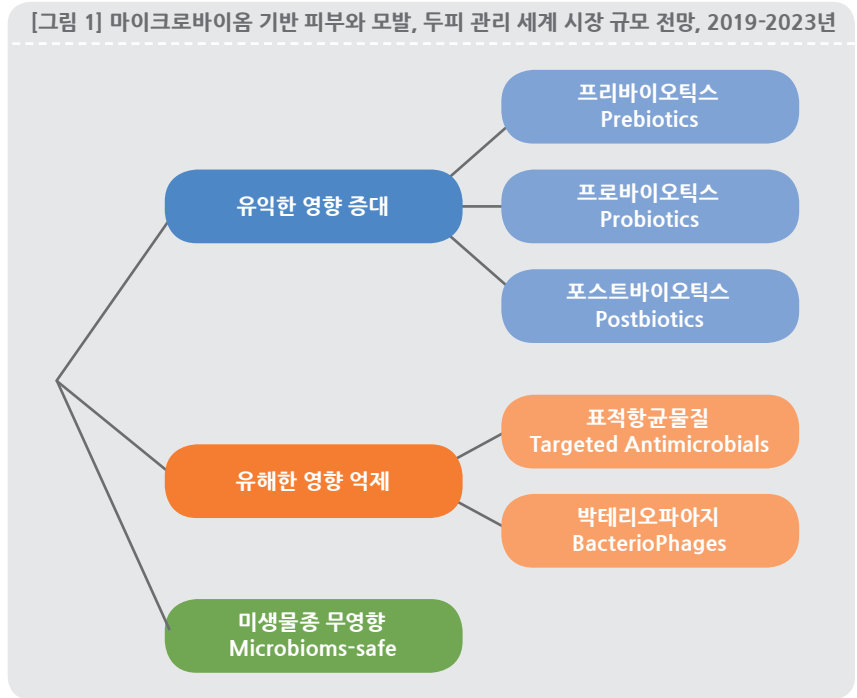 [그림 1] 마이크로바이옴 기반 피부와 모발, 두피 관리 세계 시장 규모 전망, 2019-2023년
유익한 영향 증대
프리바이오틱스
Prebiotics
프로바이오틱스
Probiotics
포스트바이오틱스
Postbiotics
유해한 영향 억제
표적항균물질
Targeted Antimicrobials
박테리오파아지
BacterioPhages
미생물종 무영향
Microbioms-safe